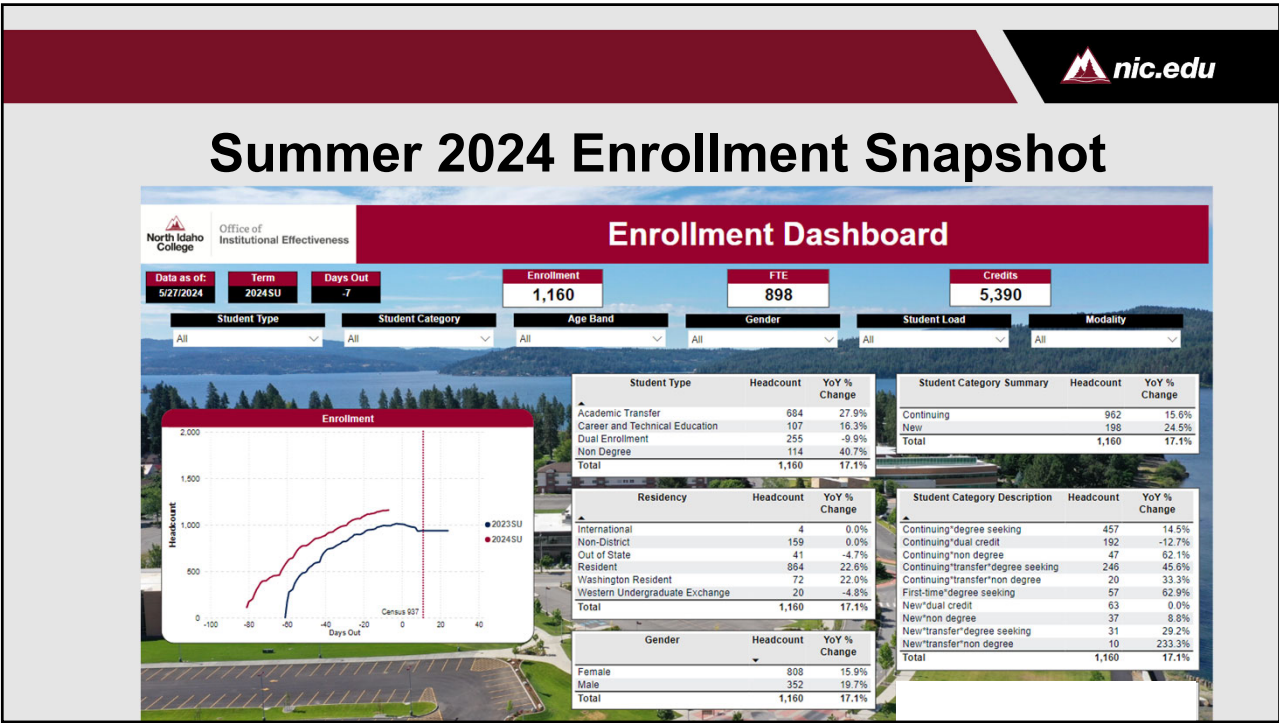 nic.edu
Summer 2024 Enrollment Snapshot
North Idaho College
Office of
Institutional Effectiveness
Enrollment Dashboard
Data as of: Term Days Out Enrollment FTE Credits
5/27/2024 2024SU -7 1,160 898 5,390
Student Type Student Category Age Band Gender Student Load Modality
All All All All All All
Enrollment
Headcount
2,000
1,500
1,000
500
0
-100 -80 -60 -40 -20 0 20 40
Days Out
Census 937
2023SU
2024SU
Student Type Headcount YoY % Change
Academic Transfer 684 27.9%
Career and Technical Education 107 16.3%
Dual Enrollment 255 -9.9%
Non Degree 114 40.7%
Total 1,160 17.1%
Student Category Summary Headcount YoY % Change
Continuing 962 15.6%
New 198 24.5%
Total 1,160 17.1%
Residency Headcount YoY % Change
International 4 0.0%
Non-District 159 0.0%
Out of State 41 -4.7%
Resident 864 22.6%
Washington Resident 72 22.0%
Western Undergraduate Exchange 20 -4.8%
Total 1,160 17.1%
Student Category Description Headcount YoY % Change
Continuing*degree seeking 457 14.5%
Continuing*dual credit 192 -12.7%
Continuing*non degree 47 62.1%
Continuing*transfer*degree seeking 246 45.6%
Continuing*transfer*non degree 20 33.3%
First-time*degree seeking 57 62.9%
New*dual credit 63 0.0%
New*non degree 37 8.8%
New*transfer*degree seeking 31 29.2%
New*transfer*non degree 10 233.3%
Total 1,160 17.1%
Gender Headcount YoY % Change
Female 808 15.9%
Male 352 19.7%
Total 1,160 17.1%